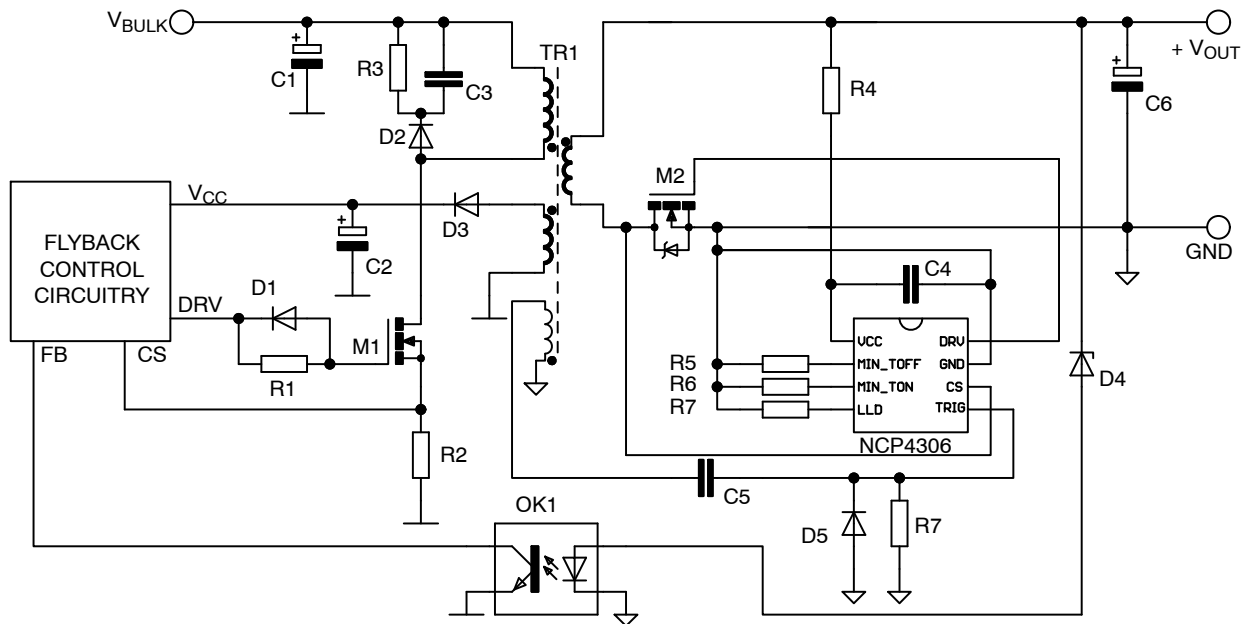 V_BULK
C1
R3
C3
D2
TR1
+ V_OUT
R4
C6
M2
GND
FLYBACK
CONTROL
CIRCUITRY
V_CC
C2
D3
DRV
D1
M1
R1
FB
CS
R2
C4
VCC
MIN_TOFF
MIN_TON
LLD
DRV
GND
CS
TRIG
NCP4306
R5
R6
R7
D4
C5
D5
R7
OK1